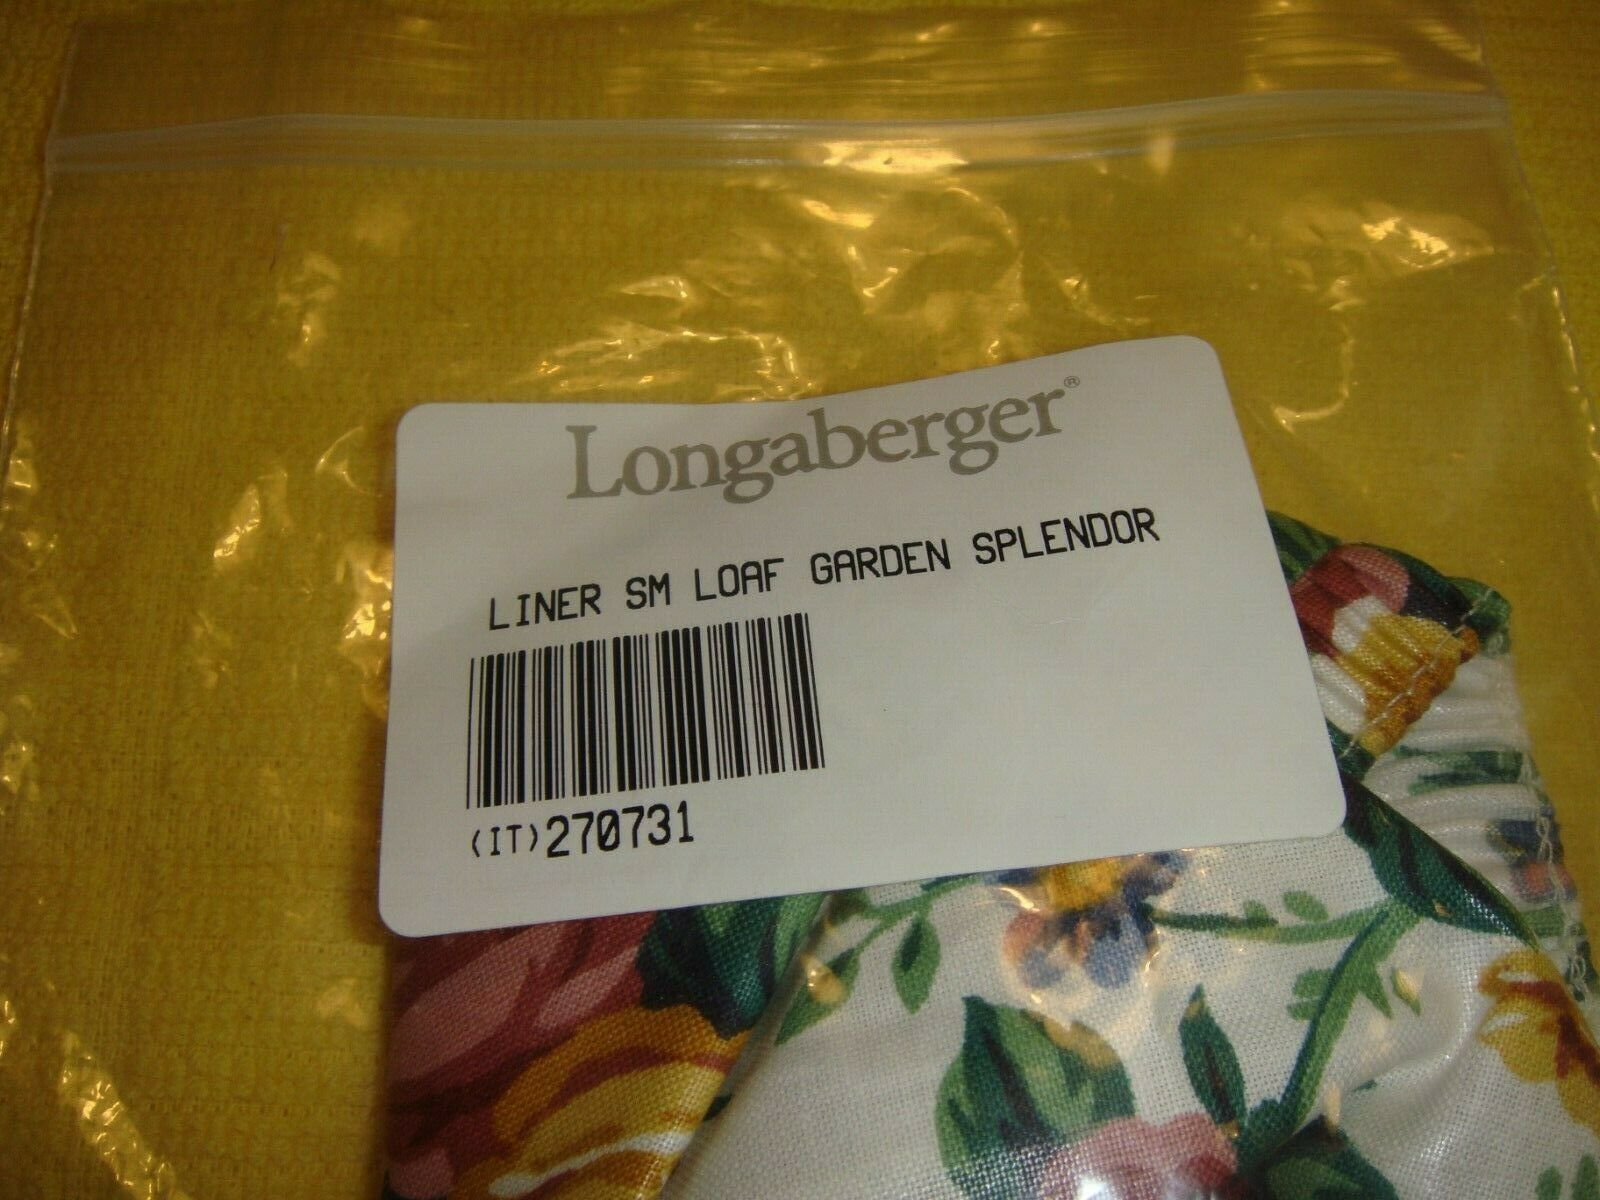 Longaberger®
LINER SM LOAF GARDEN SPLENDOR
(IT)270731